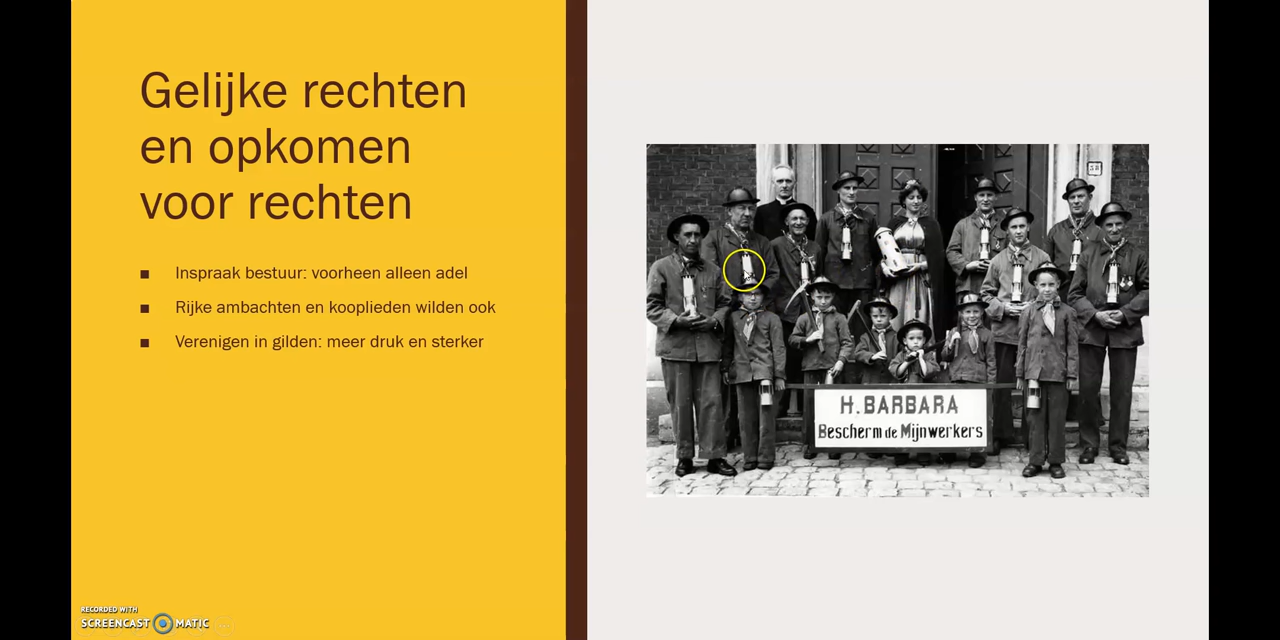 Gelijke rechten
en opkomen
voor rechten
■ Inspraak bestuur: voorheen alleen adel
■ Rijke ambachten en kooplieden wilden ook
■ Verenigen in gilden: meer druk en sterker
H. BARBARA
Bescherm de Mijnwerkers
RECORDED WITH
SCREENCAST MATIC